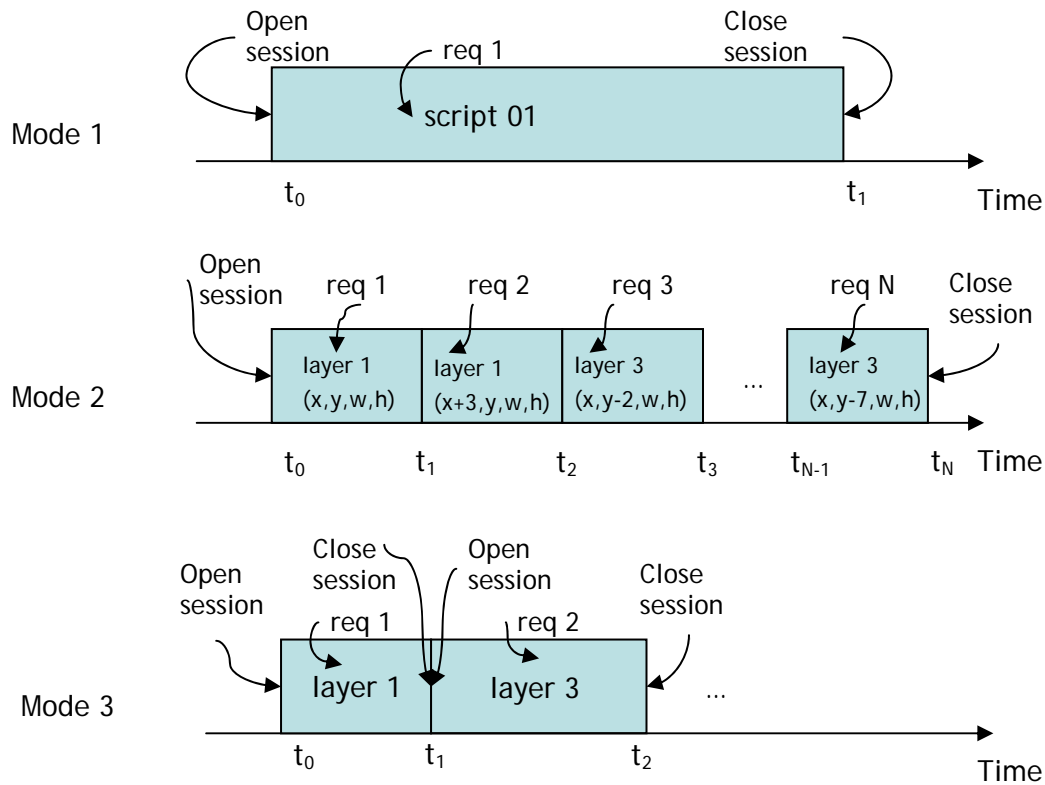 Open
session
req 1
Close
session
script 01
Mode 1
t0
t1
Time
Open
session
req 1
req 2
req 3
req N
Close
session
layer 1
(x,y,w,h)
layer 1
(x+3,y,w,h)
layer 3
(x,y-2,w,h)
...
layer 3
(x,y-7,w,h)
Mode 2
t0
t1
t2
t3
tN-1
tN
Time
Open
session
Close
session
Open
session
Close
session
req 1
req 2
layer 1
layer 3
...
Mode 3
t0
t1
t2
Time